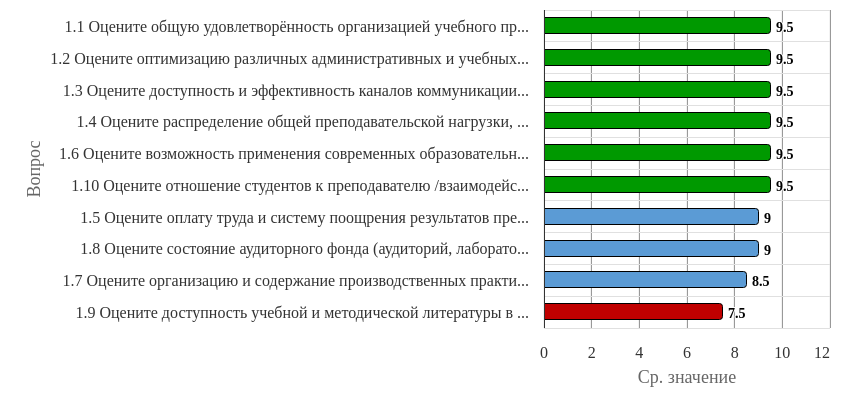 1.1 Оцените общую удовлетворённость организацией учебного пр... 9.5
1.2 Оцените оптимизацию различных административных и учебных... 9.5
1.3 Оцените доступность и эффективность каналов коммуникации... 9.5
1.4 Оцените распределение общей преподавательской нагрузки, ... 9.5
1.6 Оцените возможность применения современных образовательн... 9.5
1.10 Оцените отношение студентов к преподавателю /взаимодейс... 9.5
1.5 Оцените оплату труда и систему поощрения результатов пре... 9
1.8 Оцените состояние аудиторного фонда (аудиторий, лаборато... 9
1.7 Оцените организацию и содержание производственных практи... 8.5
1.9 Оцените доступность учебной и методической литературы в ... 7.5
Вопрос
0 2 4 6 8 10 12
Ср. значение